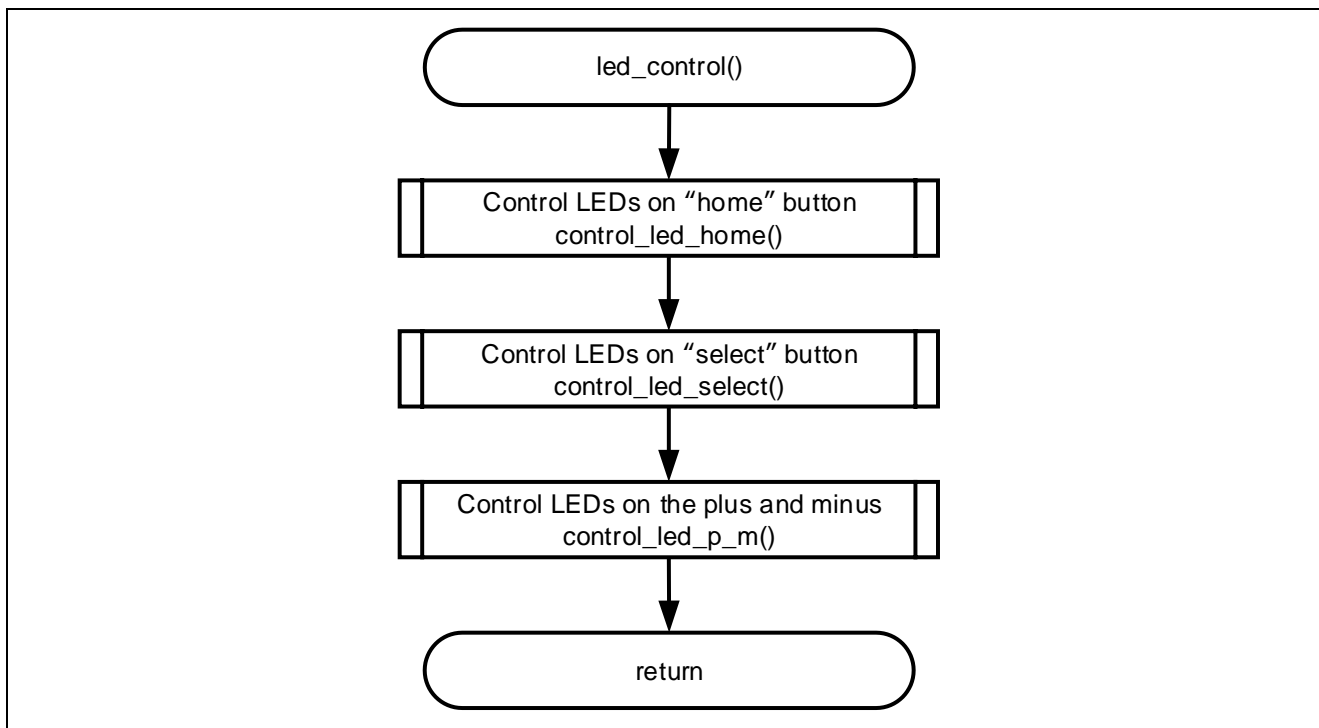 led_control()
Control LEDs on “home” button
control_led_home()
Control LEDs on “select” button
control_led_select()
Control LEDs on the plus and minus
control_led_p_m()
return